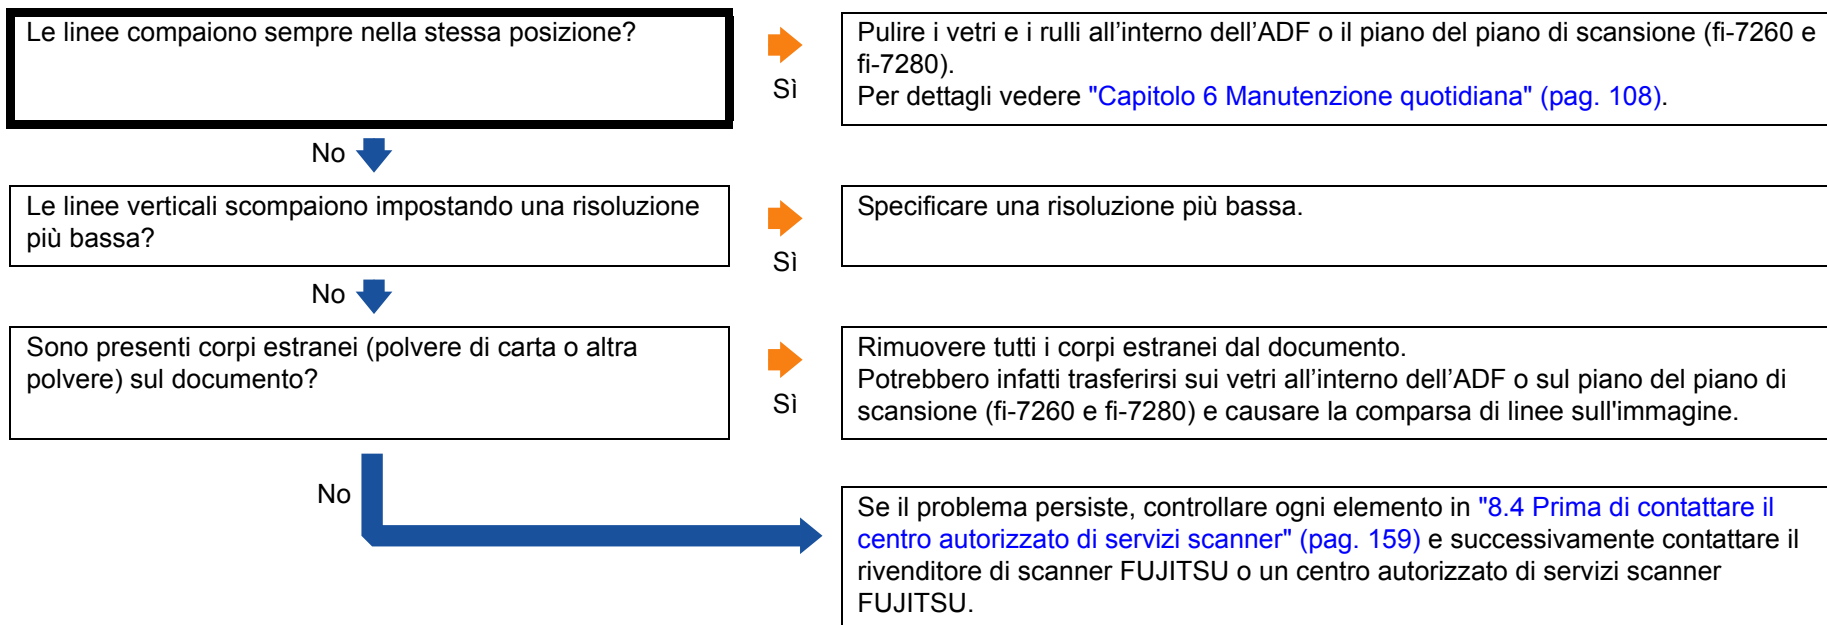 Le linee compaiono sempre nella stessa posizione?
Sì
Pulire i vetri e i rulli all’interno dell’ADF o il piano del piano di scansione (fi-7260 e
fi-7280).
Per dettagli vedere "Capitolo 6 Manutenzione quotidiana" (pag. 108).
No
Le linee verticali scompaiono impostando una risoluzione
più bassa?
Sì
Specificare una risoluzione più bassa.
No
Sono presenti corpi estranei (polvere di carta o altra
polvere) sul documento?
Sì
Rimuovere tutti i corpi estranei dal documento.
Potrebbero infatti trasferirsi sui vetri all’interno dell’ADF o sul piano del piano di
scansione (fi-7260 e fi-7280) e causare la comparsa di linee sull'immagine.
No
Se il problema persiste, controllare ogni elemento in "8.4 Prima di contattare il
centro autorizzato di servizi scanner" (pag. 159) e successivamente contattare il
rivenditore di scanner FUJITSU o un centro autorizzato di servizi scanner
FUJITSU.